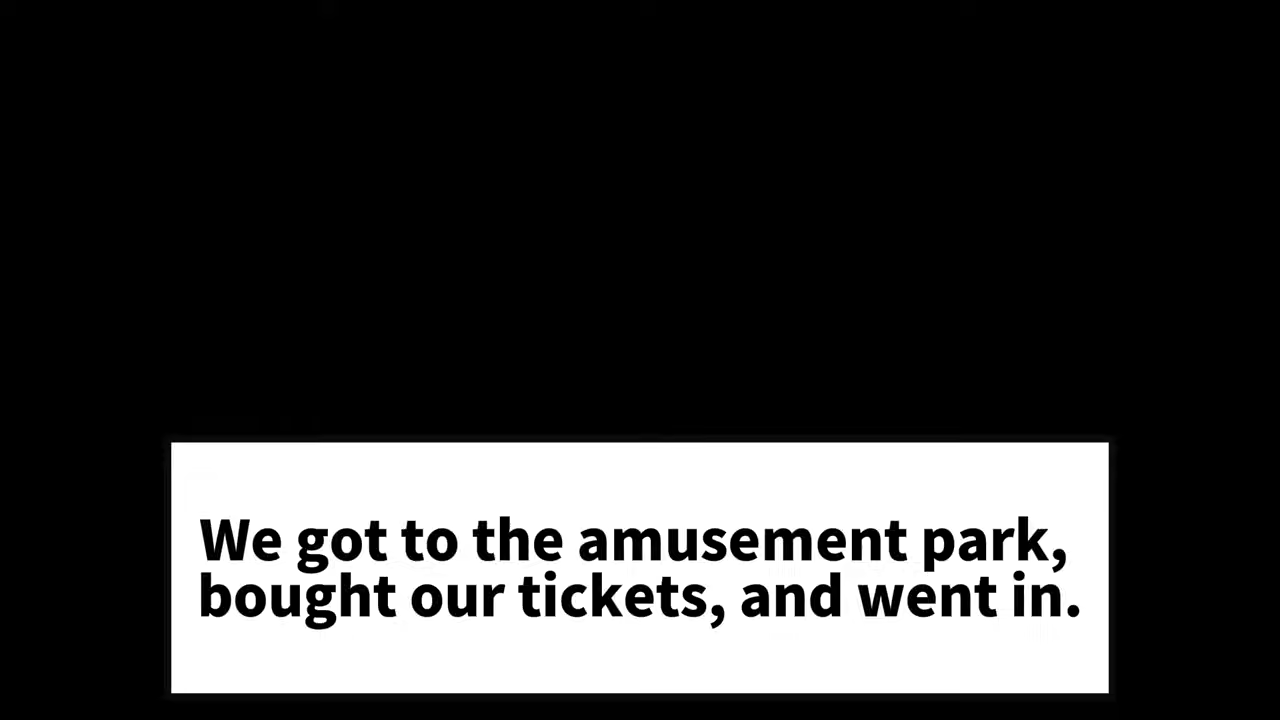 We got to the amusement park,
bought our tickets, and went in.